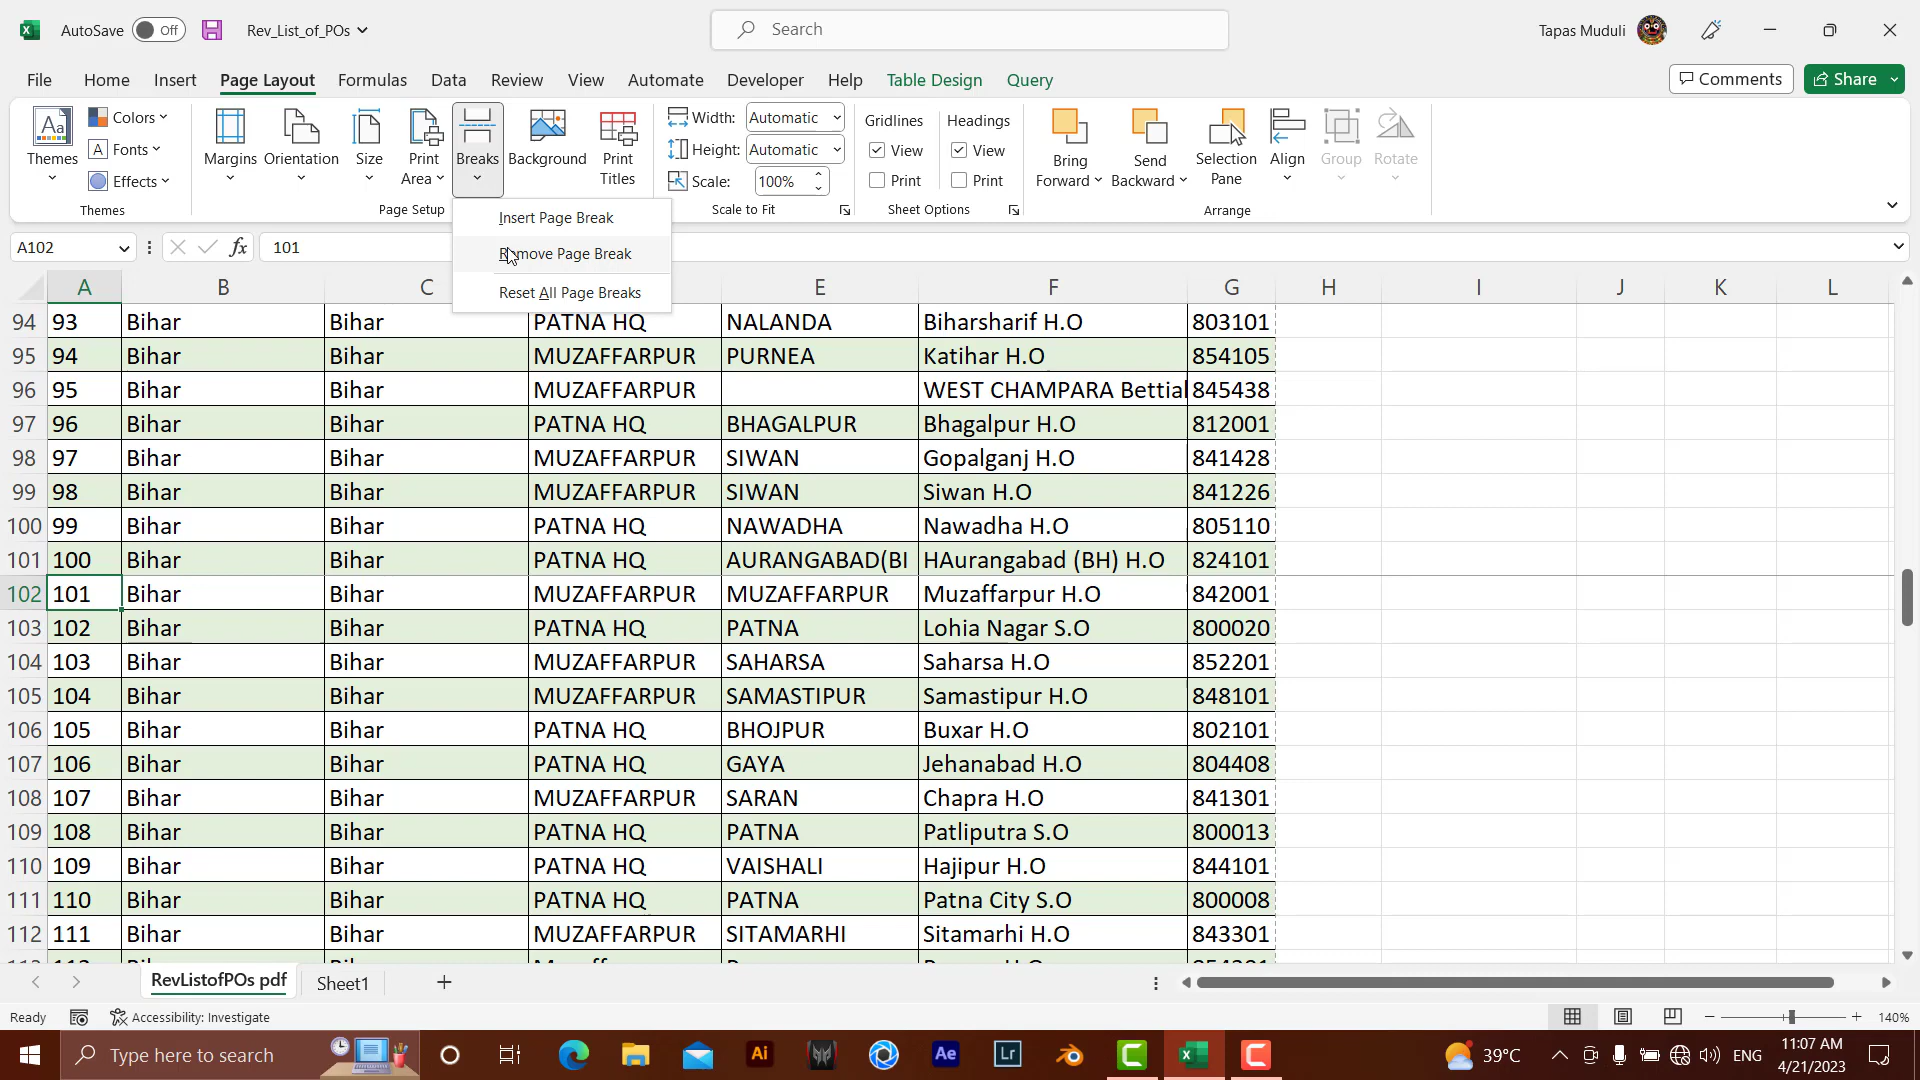 AutoSave Off Rev_List_of_POs Search Tapas Muduli
File Home Insert Page Layout Formulas Data Review View Automate Developer Help Table Design Query Comments Share
Themes Colors Fonts Effects Themes
Margins Orientation Size Print Area Breaks Background Print Titles Page Setup
Width: Automatic Height: Automatic Scale: 100% Scale to Fit
Gridlines View Print Headings View Print Sheet Options
Bring Forward Send Backward Selection Pane Align Group Rotate Arrange
Insert Page Break
Remove Page Break
Reset All Page Breaks
A102 fx 101
A B C E F G H I J K L
94 93 Bihar Bihar PATNA HQ NALANDA Biharsharif H.O 803101
95 94 Bihar Bihar MUZAFFARPUR PURNEA Katihar H.O 854105
96 95 Bihar Bihar MUZAFFARPUR WEST CHAMPARA Bettial 845438
97 96 Bihar Bihar PATNA HQ BHAGALPUR Bhagalpur H.O 812001
98 97 Bihar Bihar MUZAFFARPUR SIWAN Gopalganj H.O 841428
99 98 Bihar Bihar MUZAFFARPUR SIWAN Siwan H.O 841226
100 99 Bihar Bihar PATNA HQ NAWADHA Nawadha H.O 805110
101 100 Bihar Bihar PATNA HQ AURANGABAD(BI HAurangabad (BH) H.O 824101
102 101 Bihar Bihar MUZAFFARPUR MUZAFFARPUR Muzaffarpur H.O 842001
103 102 Bihar Bihar PATNA HQ PATNA Lohia Nagar S.O 800020
104 103 Bihar Bihar MUZAFFARPUR SAHARSA Saharsa H.O 852201
105 104 Bihar Bihar MUZAFFARPUR SAMASTIPUR Samastipur H.O 848101
106 105 Bihar Bihar PATNA HQ BHOJPUR Buxar H.O 802101
107 106 Bihar Bihar PATNA HQ GAYA Jehanabad H.O 804408
108 107 Bihar Bihar MUZAFFARPUR SARAN Chapra H.O 841301
109 108 Bihar Bihar PATNA HQ PATNA Patliputra S.O 800013
110 109 Bihar Bihar PATNA HQ VAISHALI Hajipur H.O 844101
111 110 Bihar Bihar PATNA HQ PATNA Patna City S.O 800008
112 111 Bihar Bihar MUZAFFARPUR SITAMARHI Sitamarhi H.O 843301
RevListofPOs pdf Sheet1
Ready Accessibility: Investigate 140%
Type here to search Ai Ae Lr 39°C ENG 11:07 AM
4/21/2023